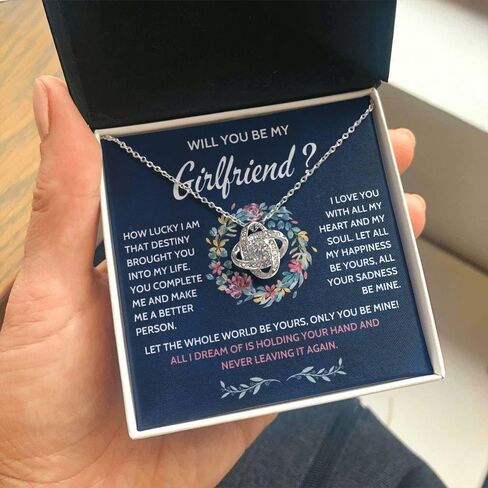 WILL YOU BE MY
Girlfriend?
HOW LUCKY I AM
THAT DESTINY
BROUGHT YOU
INTO MY LIFE.
YOU COMPLETE
ME AND MAKE
ME A BETTER
PERSON.
I LOVE YOU
WITH ALL MY
HEART AND MY
SOUL. LET ALL
MY HAPPINESS
BE YOURS, ALL
YOUR SADNESS
BE MINE.
LET THE WHOLE WORLD BE YOURS, ONLY YOU BE MINE!
ALL I DREAM OF IS HOLDING YOUR HAND AND
NEVER LEAVING IT AGAIN.